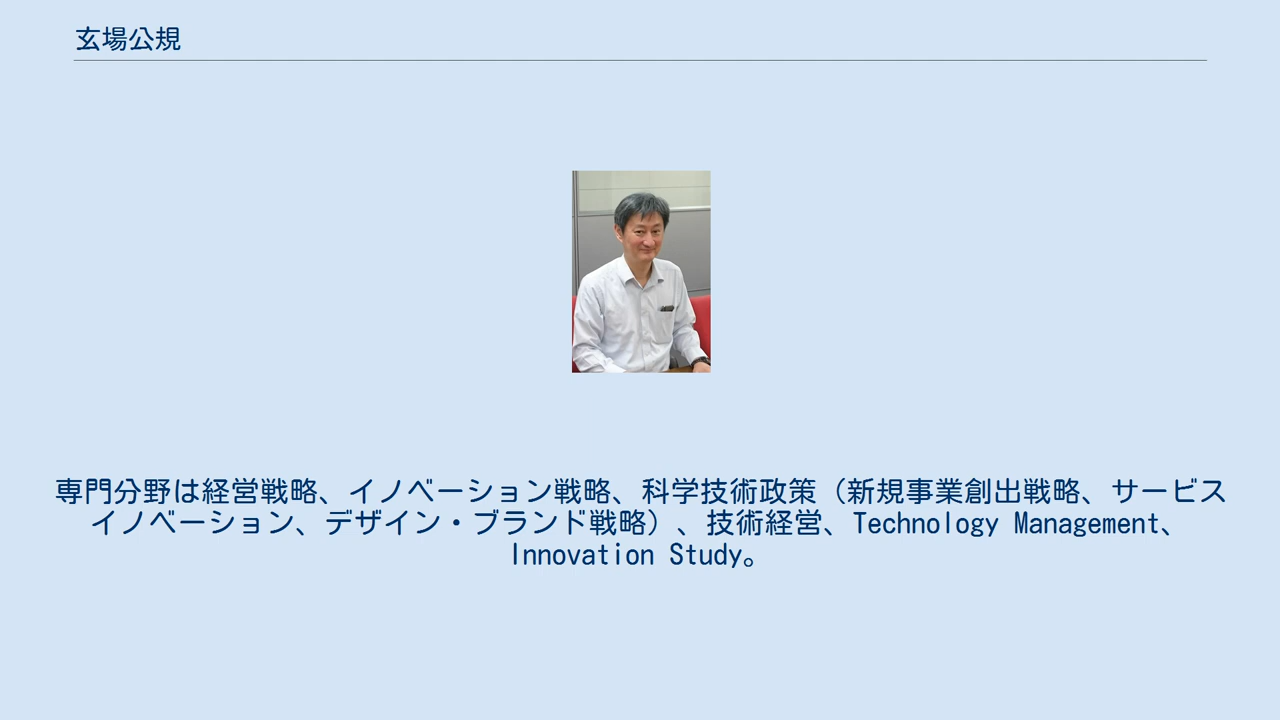 玄場公規
専門分野は経営戦略、イノベーション戦略、科学技術政策（新規事業創出戦略、サービス
イノベーション、デザイン・ブランド戦略）、技術経営、Technology Management、
Innovation Study。